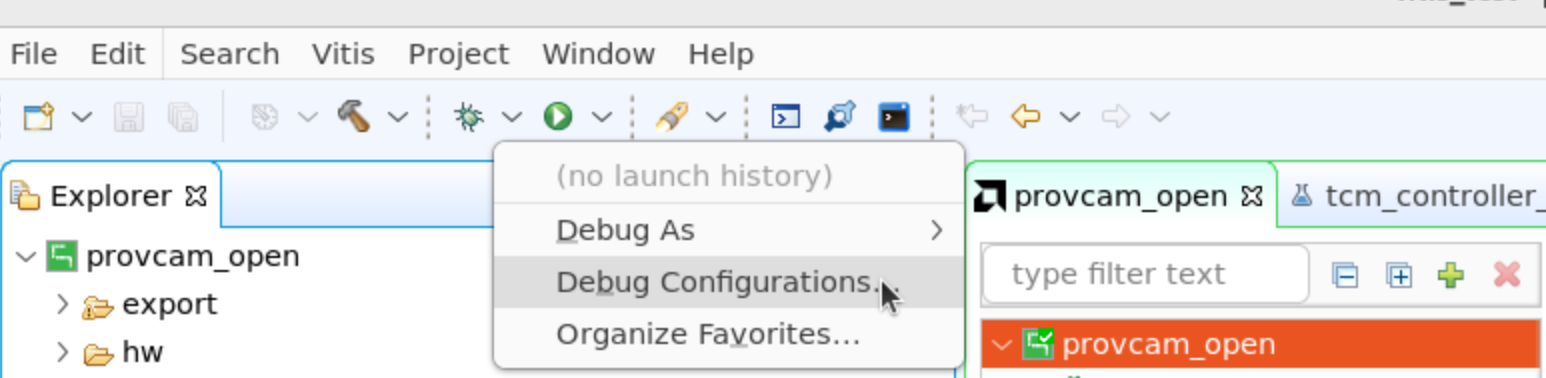 File Edit Search Vitis Project Window Help
(no launch history)
Debug As
Debug Configurations...
Organize Favorites...
Explorer
provcam_open
export
hw
provcam_open
tcm_controller_
type filter text
provcam_open